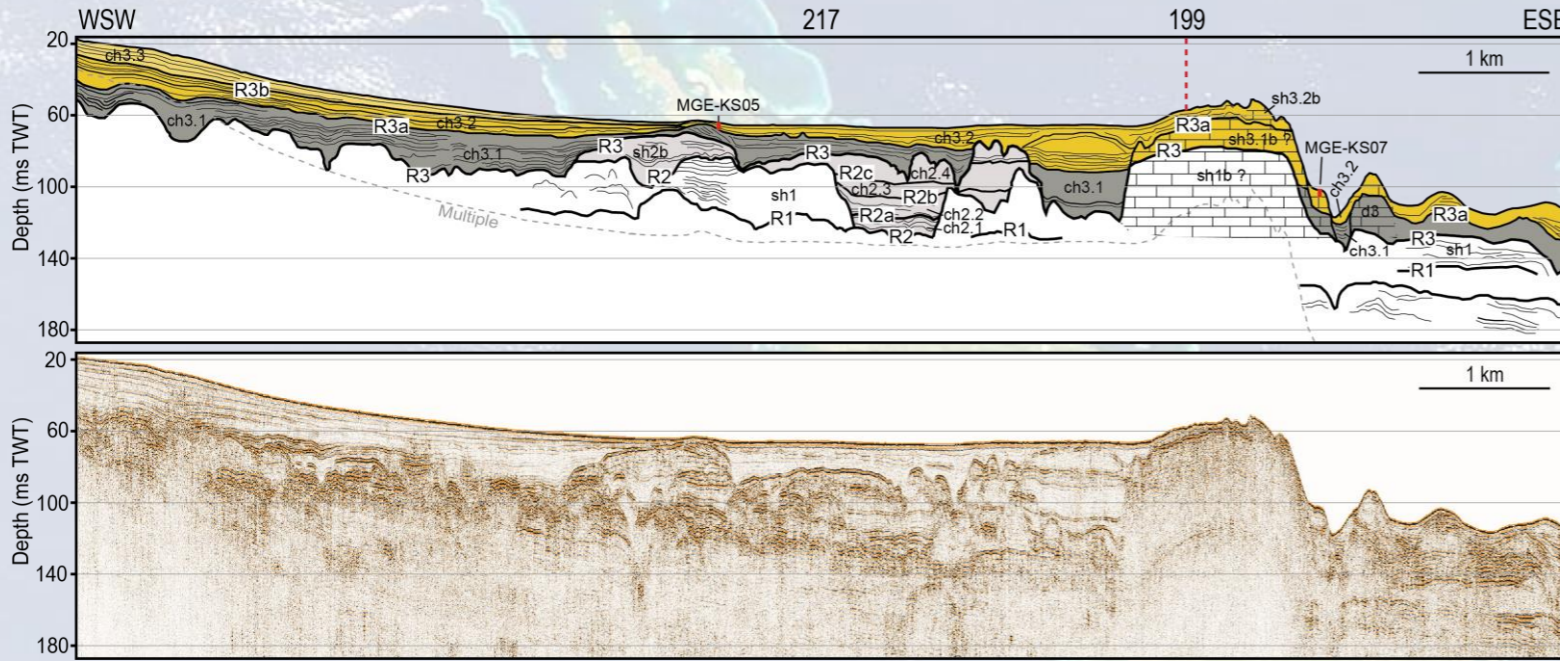 WSW 217 199 ESE
20
60
100
140
180
Depth (ms TWT)
1 km
ch3.3
R3b
ch3.1
R3a
ch3.2
MGE-KS05
ch3.1
R3
R3
sh2b
R2
Multiple
sh1
R1
R3
R2c
ch2.4
ch2.3
R2b
R2a
ch2.2
ch2.1
R2
R1
ch3.2
ch3.1
R3a
sh3.2b
R3
sh3.1b ?
sh1b ?
MGE-KS07
ch3.2
d3
R3a
ch3.1
R3
sh1
R1
20
60
100
140
180
Depth (ms TWT)
1 km